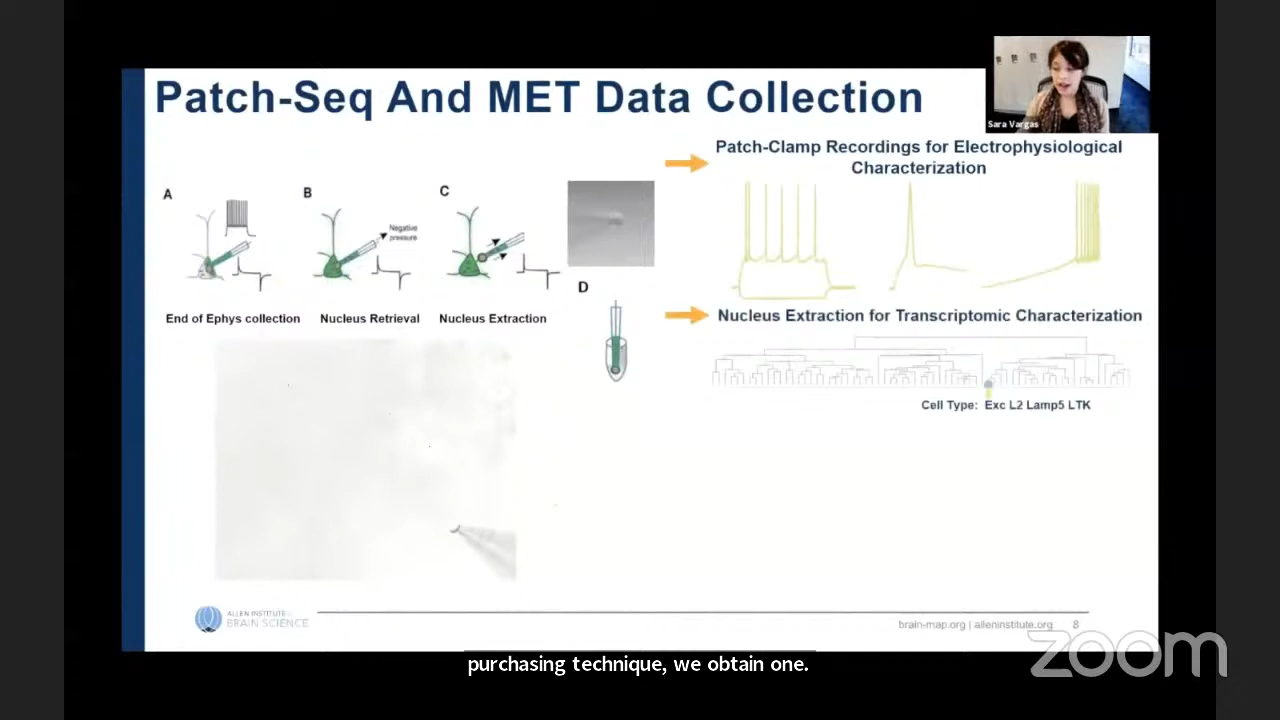 Patch-Seq And MET Data Collection
Sara Vargas
Patch-Clamp Recordings for Electrophysiological
Characterization
A
B
C
Negative
pressure
D
End of Ephys collection
Nucleus Retrieval
Nucleus Extraction
Nucleus Extraction for Transcriptomic Characterization
Cell Type: Exc L2 Lamp5 LTK
ALLEN INSTITUTE for
BRAIN SCIENCE
brain-map.org | alleninstitute.org 8
zoom
purchasing technique, we obtain one.